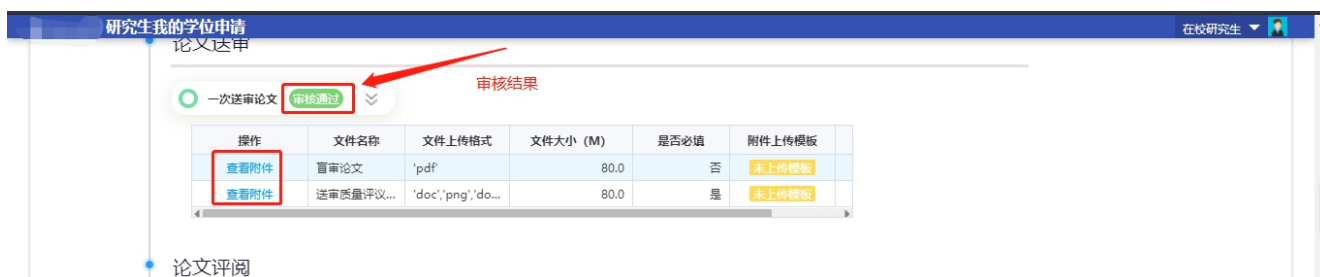 研究生我的学位申请
在校研究生
论文送审
审核结果
一次送审论文 审核通过
操作 文件名称 文件上传格式 文件大小（M） 是否必填 附件上传模板
查看附件 盲审论文 'pdf' 80.0 否 未上传模板
查看附件 送审质量评议... 'doc','png','do... 80.0 是 未上传模板
论文评阅